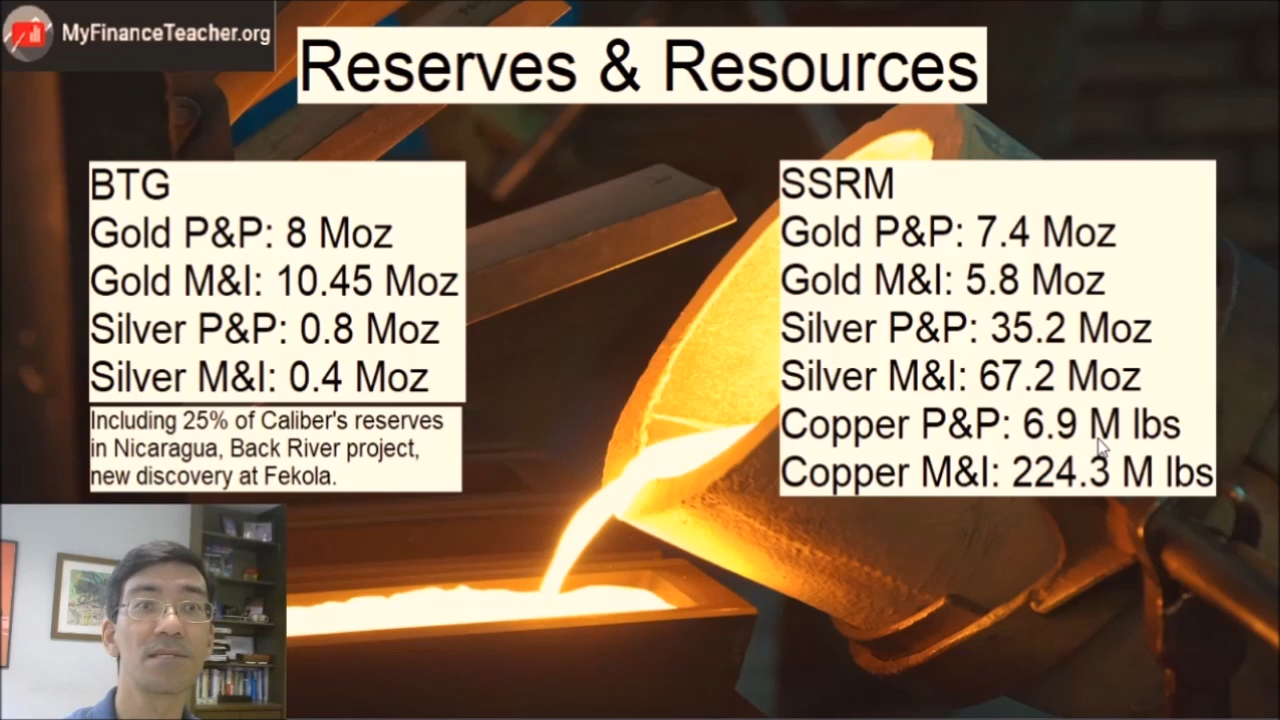 MyFinanceTeacher.org
Reserves & Resources
BTG
Gold P&P: 8 Moz
Gold M&I: 10.45 Moz
Silver P&P: 0.8 Moz
Silver M&I: 0.4 Moz
Including 25% of Caliber's reserves
in Nicaragua, Back River project,
new discovery at Fekola.
SSRM
Gold P&P: 7.4 Moz
Gold M&I: 5.8 Moz
Silver P&P: 35.2 Moz
Silver M&I: 67.2 Moz
Copper P&P: 6.9 M lbs
Copper M&I: 224.3 M lbs